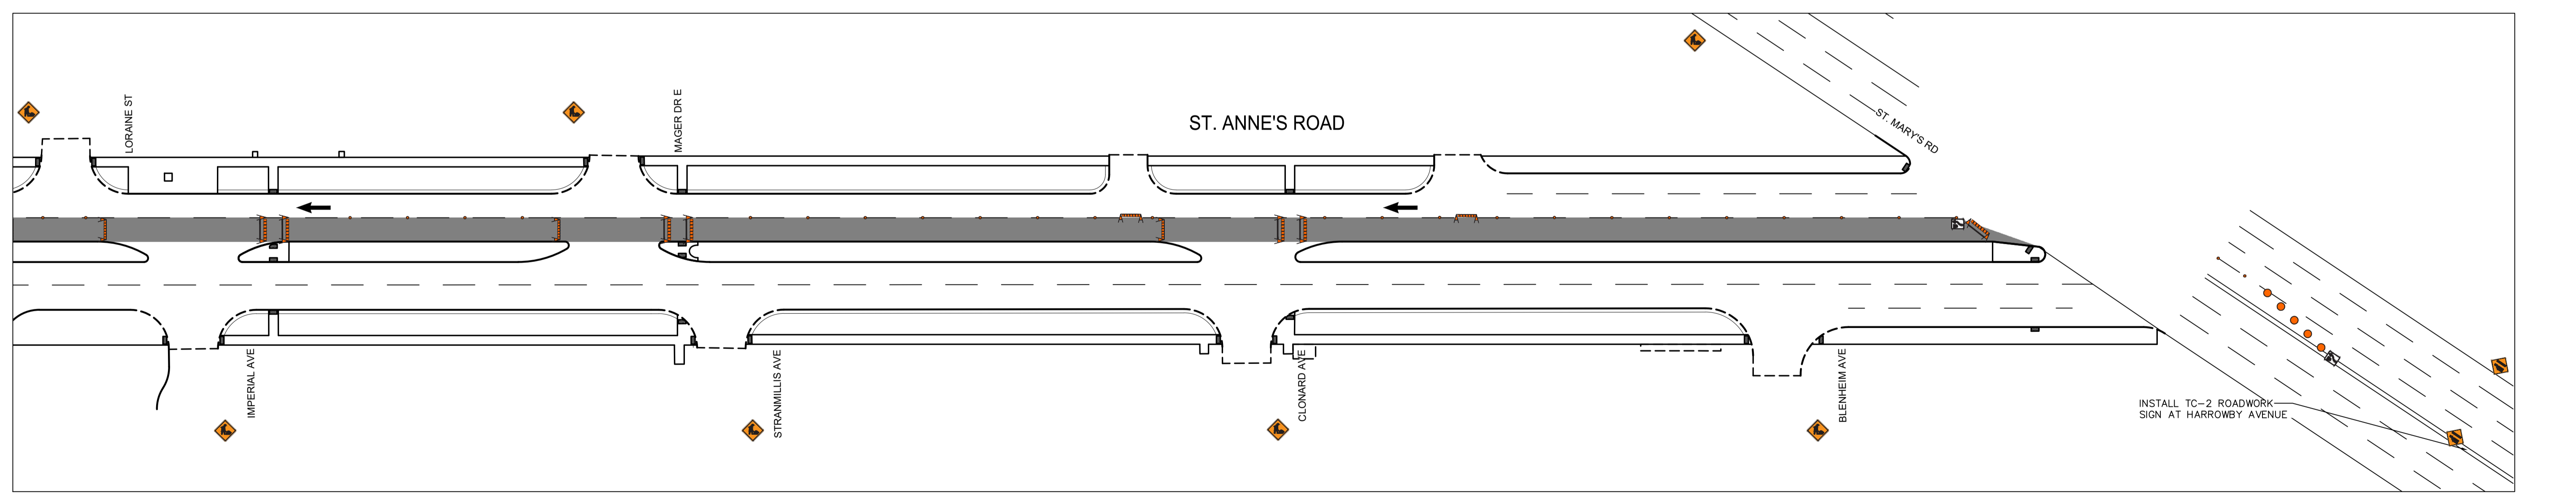 LORAINE ST
MAGER DR E
ST. ANNE'S ROAD
ST. MARY'S RD
IMPERIAL AVE
STRANMILLIS AVE
CLONARD AVE
BLENHEIM AVE
INSTALL TC-2 ROADWORK
SIGN AT HARROWBY AVENUE